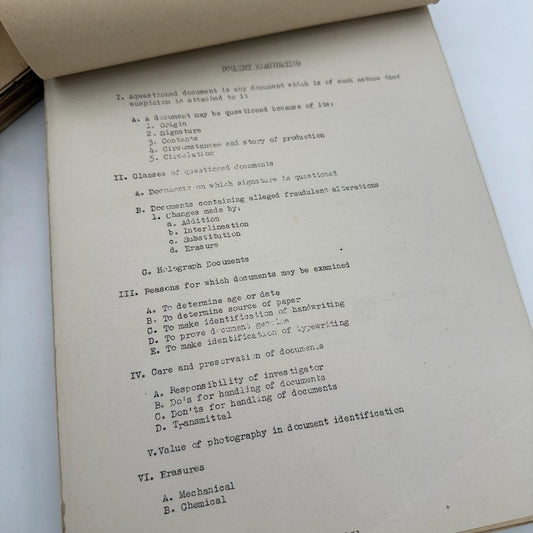 EXAMINATION
I. Aquestioned document is any document which is of such nature that
suspicion is attached to it
A. A document may be questioned because of its;
1. Origin
2. Signature
3. Contents
4. Circumstances and story of production
5. Circulation
II. Classes of questioned documents
A. Documents on which signature is questioned
B. Documents containing alleged fraudulent alterations
1. Changes made by;
a. Addition
b. Interlineation
c. Substitution
d. Erasure
C. Holograph Documents
III. Reasons for which documents may be examined
A. To determine age or date
B. To determine source of paper
C. To make identification of handwriting
D. To prove document genuine
E. To make identification of typewriting
IV. Care and preservation of documents
A. Responsibility of investigator
B. Do's for handling of documents
C. Don'ts for handling of documents
D. Transmittal
V. Value of photography in document identification
VI. Erasures
A. Mechanical
B. Chemical